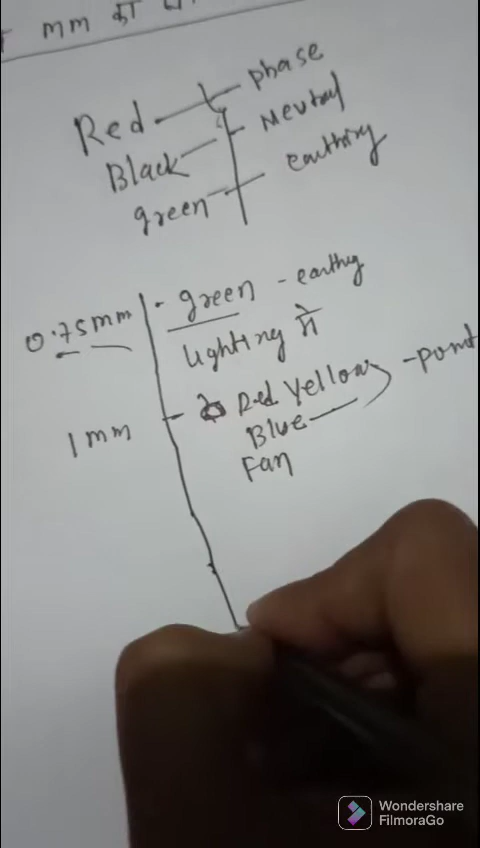 mm का
Red - phase
Black - Neutral
green - earthing
0.75mm - green - earthing
lighting में
1mm - Red Yellow - point
Blue
Fan
Wondershare
FilmoraGo